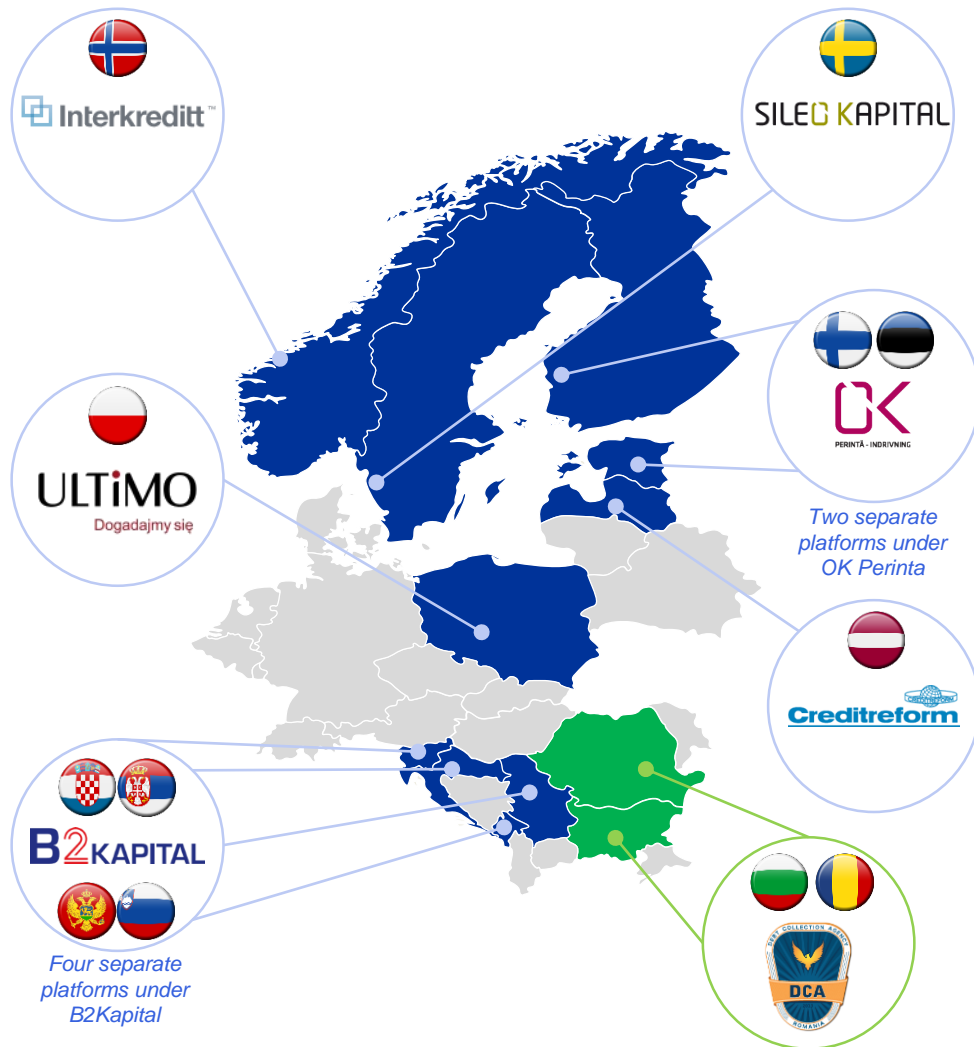 Interkreditt™
SILEO KAPITAL
OK
PERINTÄ - INDRIVNING
ULTiMO
Dogadajmy się
Two separate
platforms under
OK Perinta
CREDITREFORM
Creditreform
B2KAPITAL
Four separate
platforms under
B2Kapital
DEBT COLLECTION AGENCY
DCA
ROMANIA